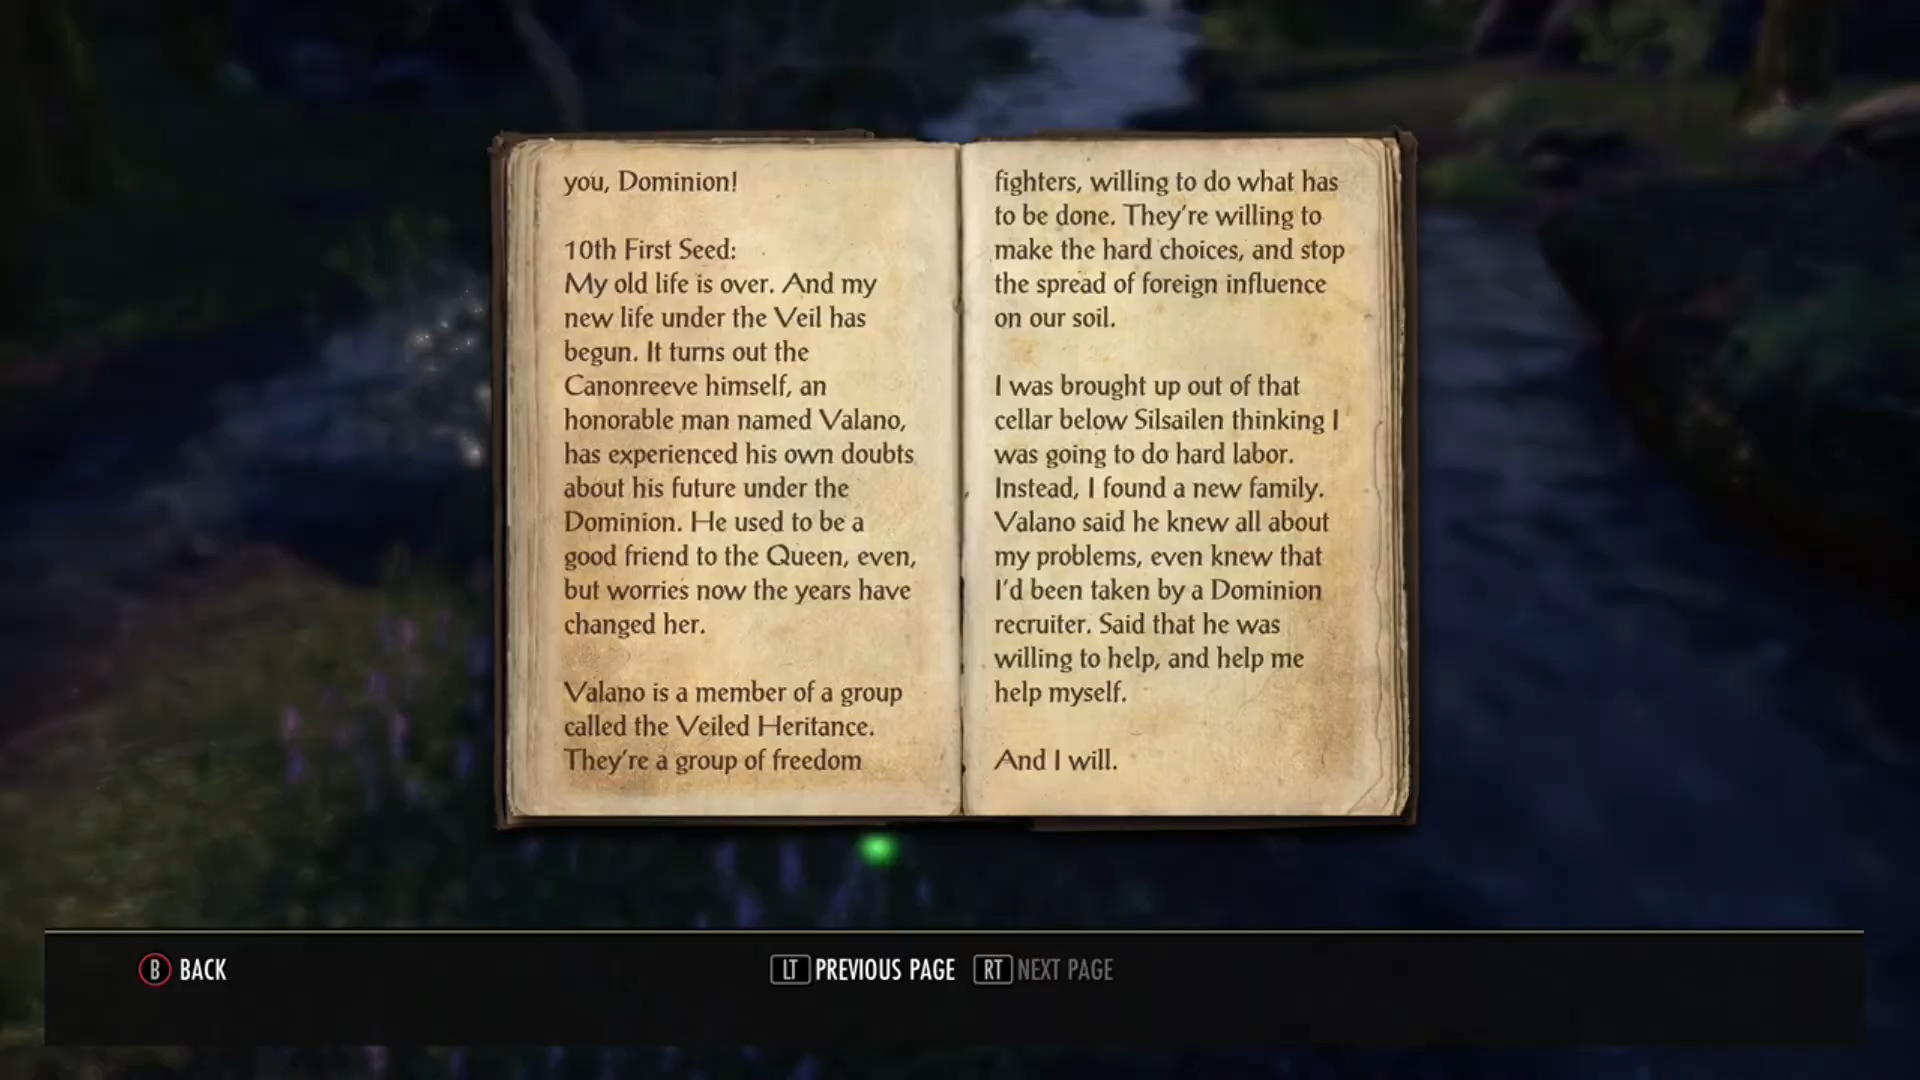 you, Dominion!
10th First Seed:
My old life is over. And my
new life under the Veil has
begun. It turns out the
Canonreeve himself, an
honorable man named Valano,
has experienced his own doubts
about his future under the
Dominion. He used to be a
good friend to the Queen, even,
but worries now the years have
changed her.
Valano is a member of a group
called the Veiled Heritance.
They're a group of freedom
fighters, willing to do what has
to be done. They're willing to
make the hard choices, and stop
the spread of foreign influence
on our soil.
I was brought up out of that
cellar below Silsailen thinking I
was going to do hard labor.
Instead, I found a new family.
Valano said he knew all about
my problems, even knew that
I'd been taken by a Dominion
recruiter. Said that he was
willing to help, and help me
help myself.
And I will.
B BACK
LT PREVIOUS PAGE RT NEXT PAGE